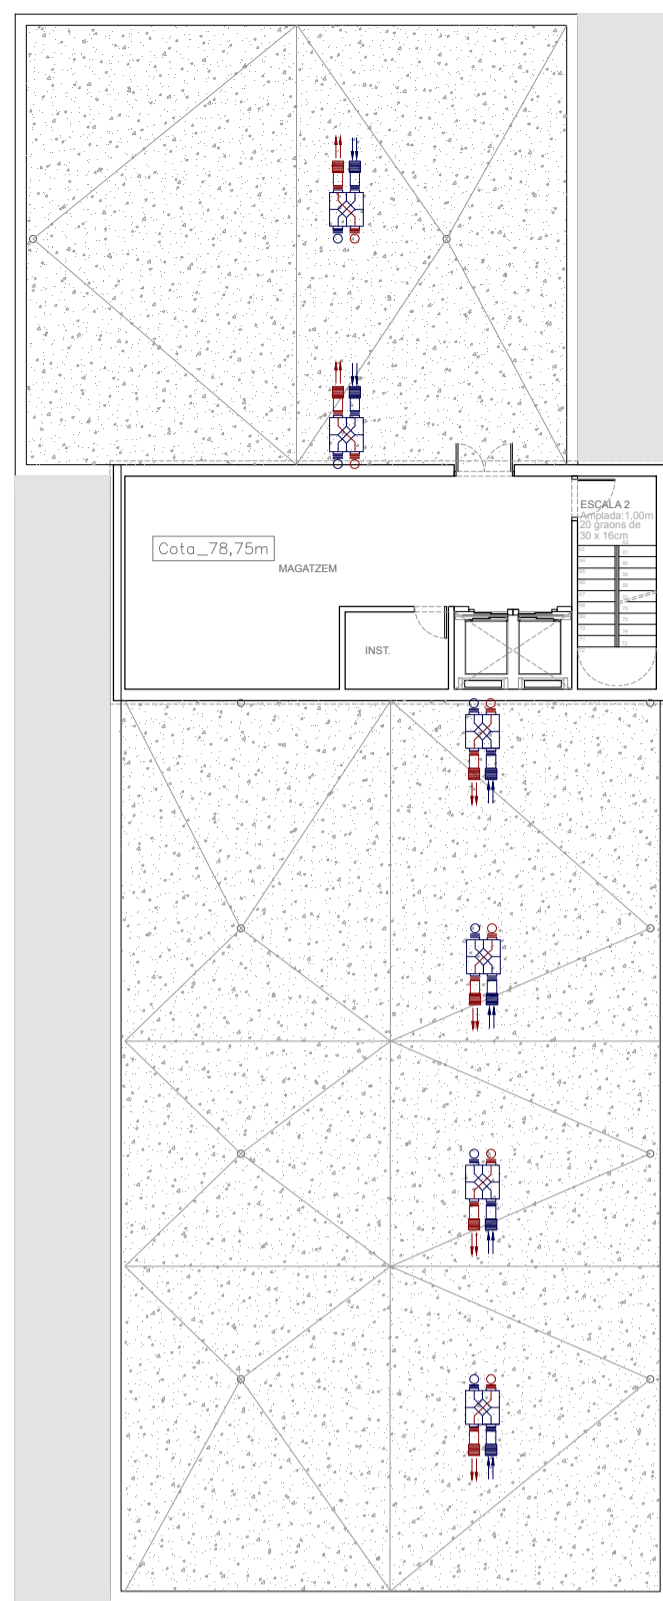 ESCALA 2
Amplada:1,00m
20 graons de
30 x 16cm
Cota_78,75m
MAGATZEM
INST.